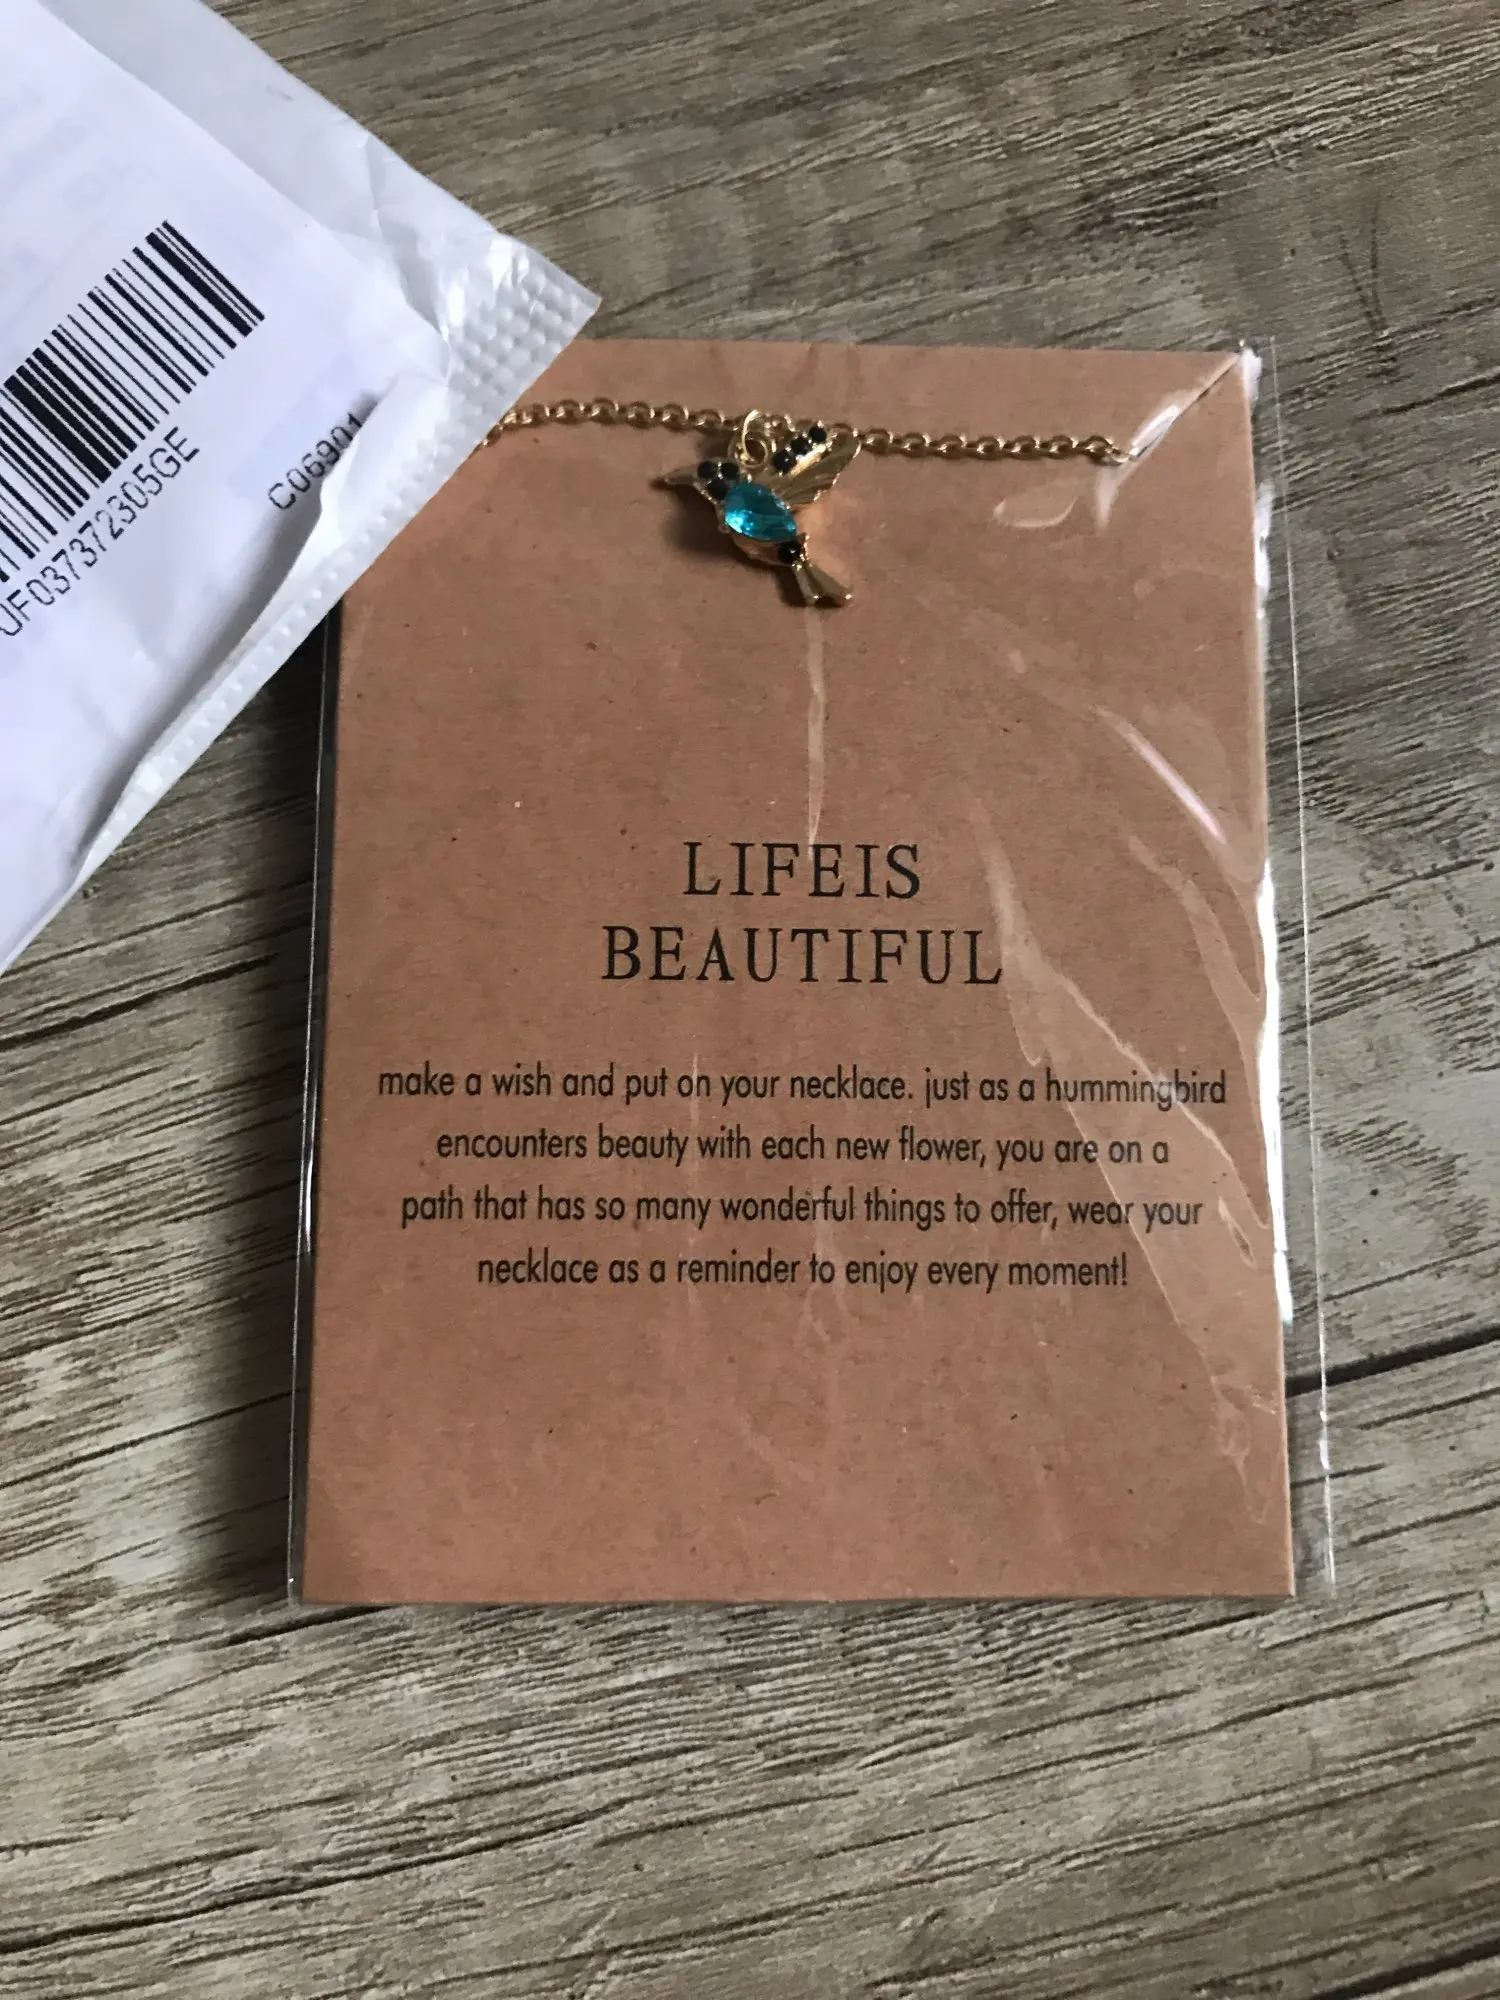 UF037372305GE
C06901
LIFEIS
BEAUTIFUL
make a wish and put on your necklace. just as a hummingbird
encounters beauty with each new flower, you are on a
path that has so many wonderful things to offer, wear your
necklace as a reminder to enjoy every moment!